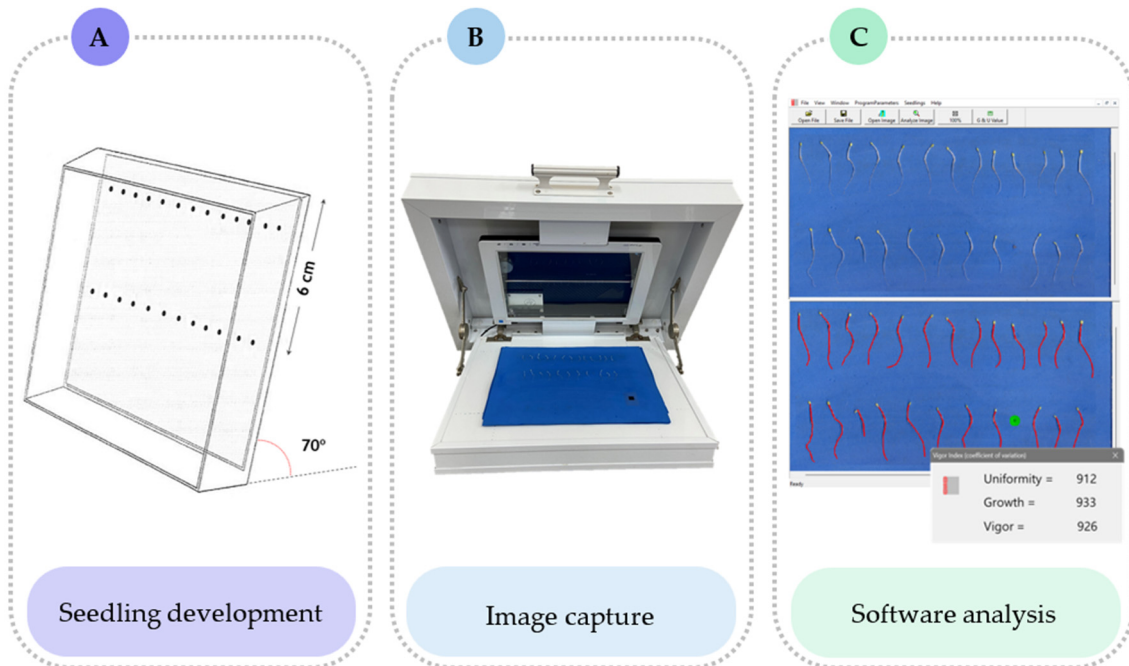 A
B
C
6 cm
70º
File View Window ProgramParameters Seedlings Help
Open File Save File Open Image Analyze Image 100% G & U Value
Ready
Vigor Index (coefficient of variation)
Uniformity = 912
Growth = 933
Vigor = 926
Seedling development
Image capture
Software analysis